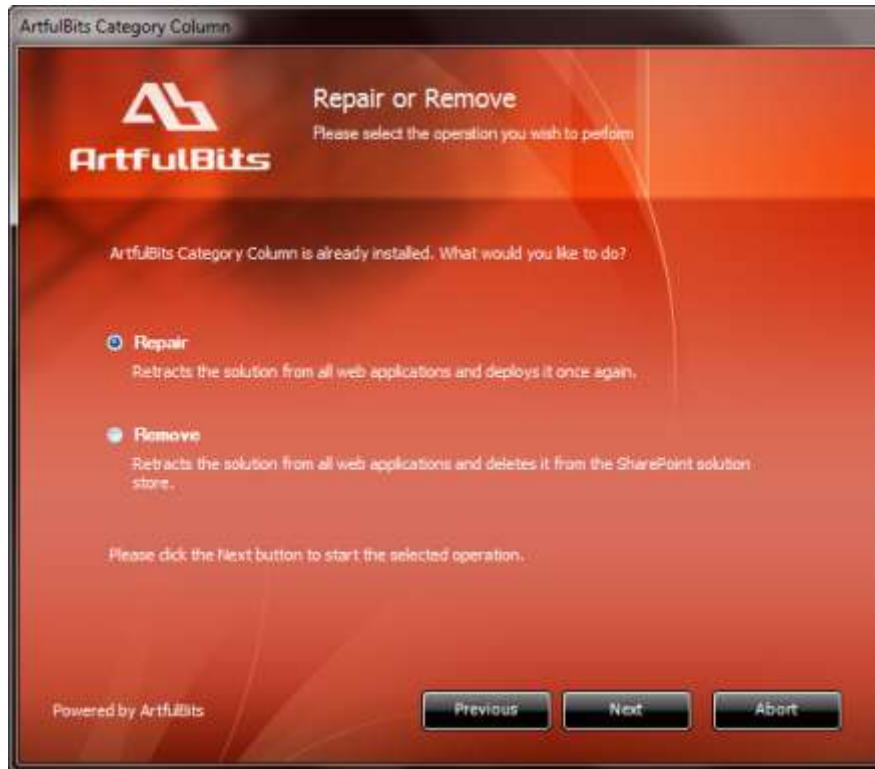 ArtfulBits Category Column
Repair or Remove
Please select the operation you wish to perform
ArtfulBits
ArtfulBits Category Column is already installed. What would you like to do?
Repair
Retracts the solution from all web applications and deploys it once again.
Remove
Retracts the solution from all web applications and deletes it from the SharePoint solution
store.
Please click the Next button to start the selected operation.
Powered by ArtfulBits
Previous
Next
Abort